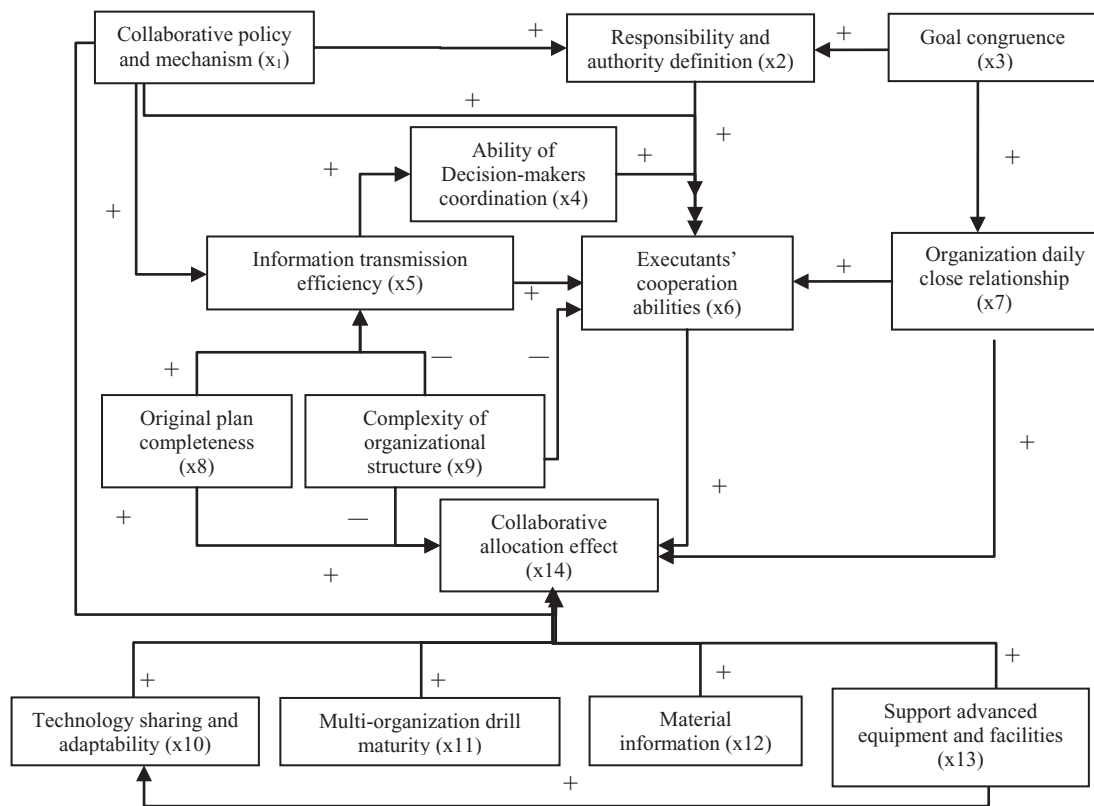 Collaborative policy
and mechanism (x₁)
+
Responsibility and
authority definition (x2)
+
Goal congruence
(x3)
+
+
+
Ability of
Decision-makers
coordination (x4)
+
+
+
Information transmission
efficiency (x5)
+
Executants’
cooperation
abilities (x6)
+
Organization daily
close relationship
(x7)
+
—
—
Original plan
completeness
(x8)
Complexity of
organizational
structure (x9)
+
+
+
—
Collaborative
allocation effect
(x14)
+
+
+
+
+
Technology sharing and
adaptability (x10)
Multi-organization drill
maturity (x11)
Material
information (x12)
Support advanced
equipment and facilities
(x13)
+